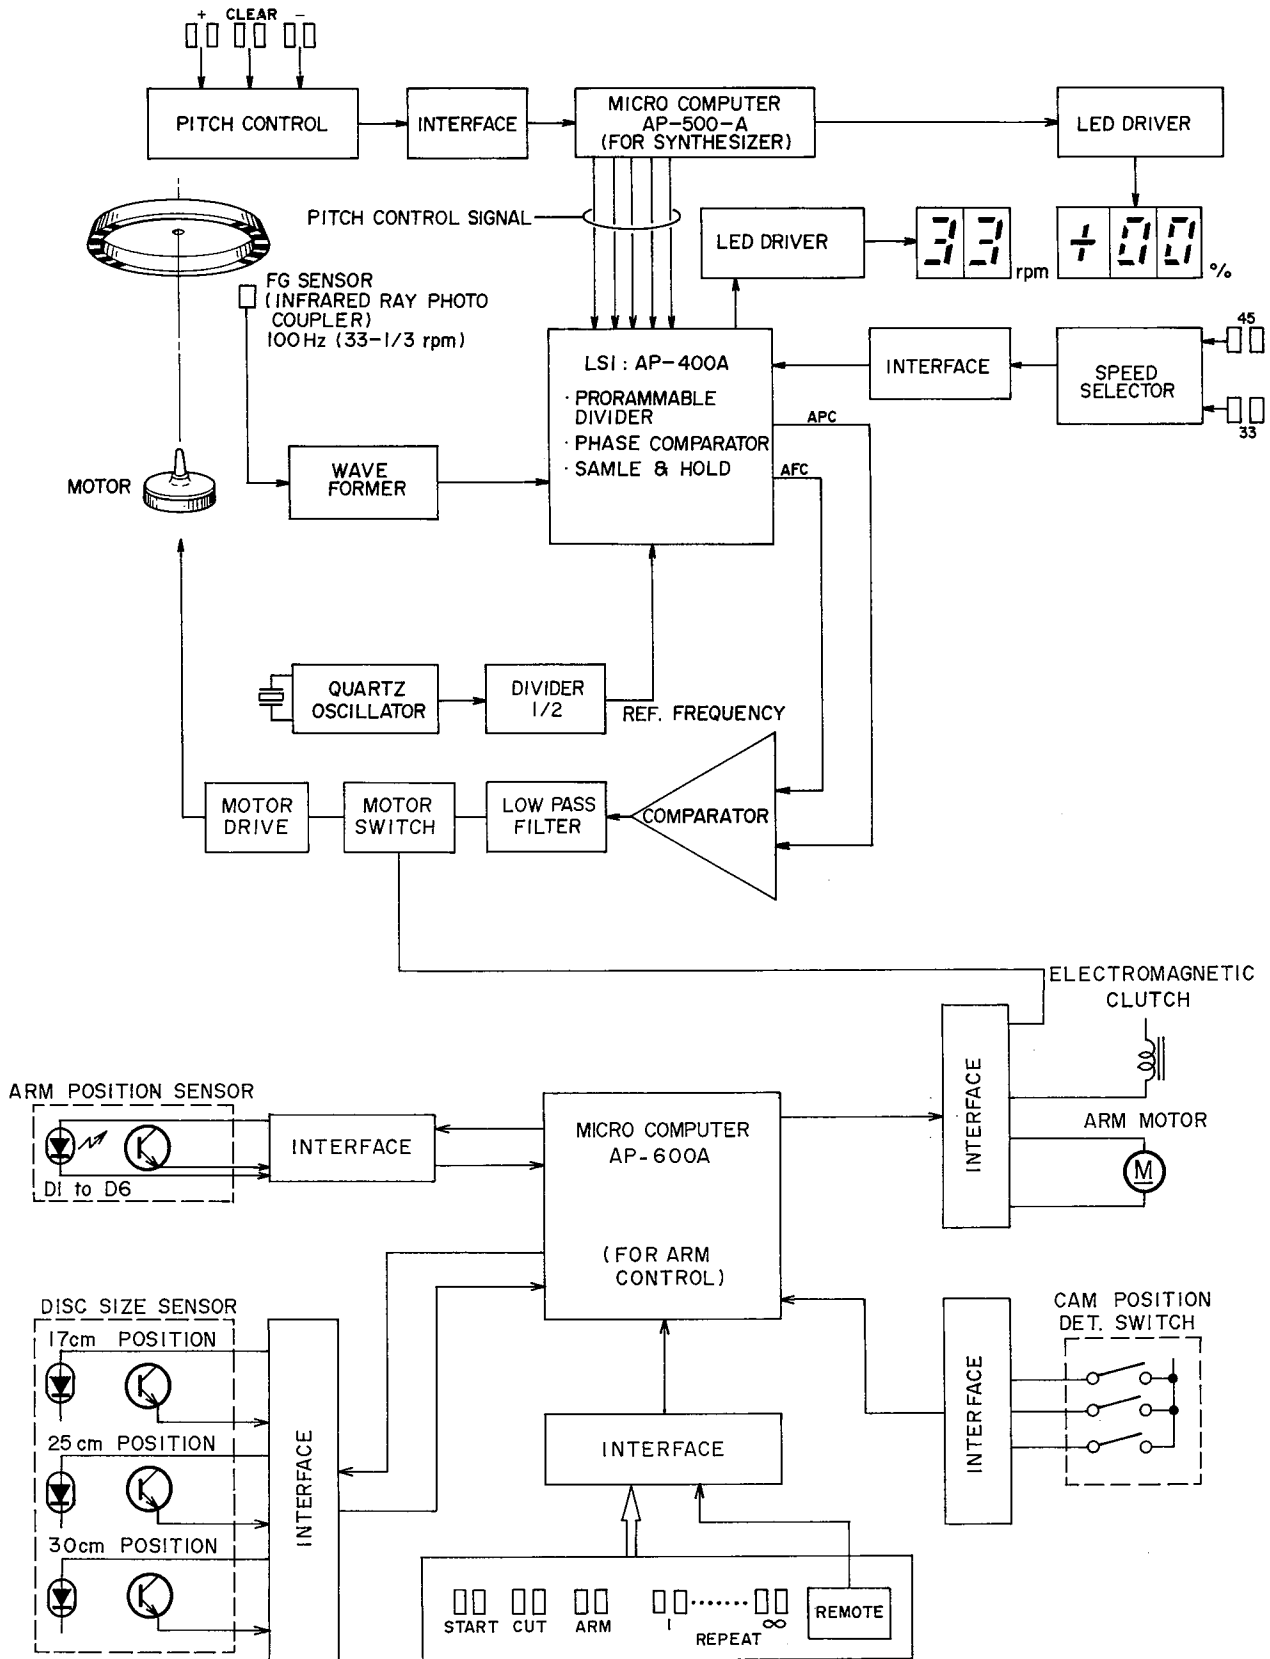 + CLEAR −
PITCH CONTROL
INTERFACE
MICRO COMPUTER
AP-500-A
(FOR SYNTHESIZER)
LED DRIVER
PITCH CONTROL SIGNAL
LED DRIVER
33
rpm
+00
%
FG SENSOR
(INFRARED RAY PHOTO
COUPLER)
100Hz (33-1/3 rpm)
LSI : AP-400A
· PRORAMMABLE
DIVIDER
· PHASE COMPARATOR
· SAMLE & HOLD
INTERFACE
SPEED
SELECTOR
45
33
APC
AFC
MOTOR
WAVE
FORMER
QUARTZ
OSCILLATOR
DIVIDER
1/2
REF. FREQUENCY
MOTOR
DRIVE
MOTOR
SWITCH
LOW PASS
FILTER
COMPARATOR
ELECTROMAGNETIC
CLUTCH
INTERFACE
ARM MOTOR
M
ARM POSITION SENSOR
D1 to D6
INTERFACE
MICRO COMPUTER
AP-600A
(FOR ARM
CONTROL)
DISC SIZE SENSOR
17cm POSITION
25cm POSITION
30cm POSITION
INTERFACE
INTERFACE
INTERFACE
CAM POSITION
DET. SWITCH
START
CUT
ARM
1
REPEAT
∞
REMOTE